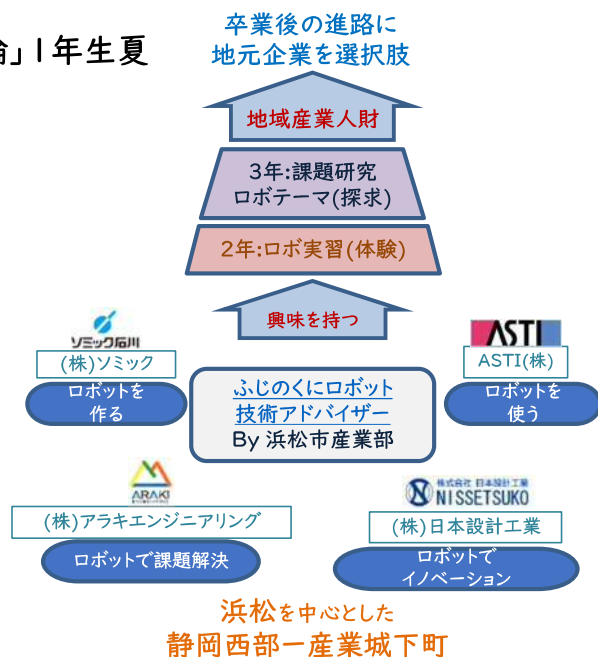 論」1年生夏
卒業後の進路に
地元企業を選択肢
地域産業人財
3年:課題研究
ロボテーマ(探求)
2年:ロボ実習(体験)
興味を持つ
ソミック石川
(株)ソミック
ロボットを
作る
ASTI
ASTI(株)
ロボットを
使う
ふじのくにロボット
技術アドバイザー
By 浜松市産業部
ARAKI
(株)アラキエンジニアリング
ロボットで課題解決
株式会社 日本設計工業
NISSETSUKO
(株)日本設計工業
ロボットで
イノベーション
浜松を中心とした
静岡西部ー産業城下町